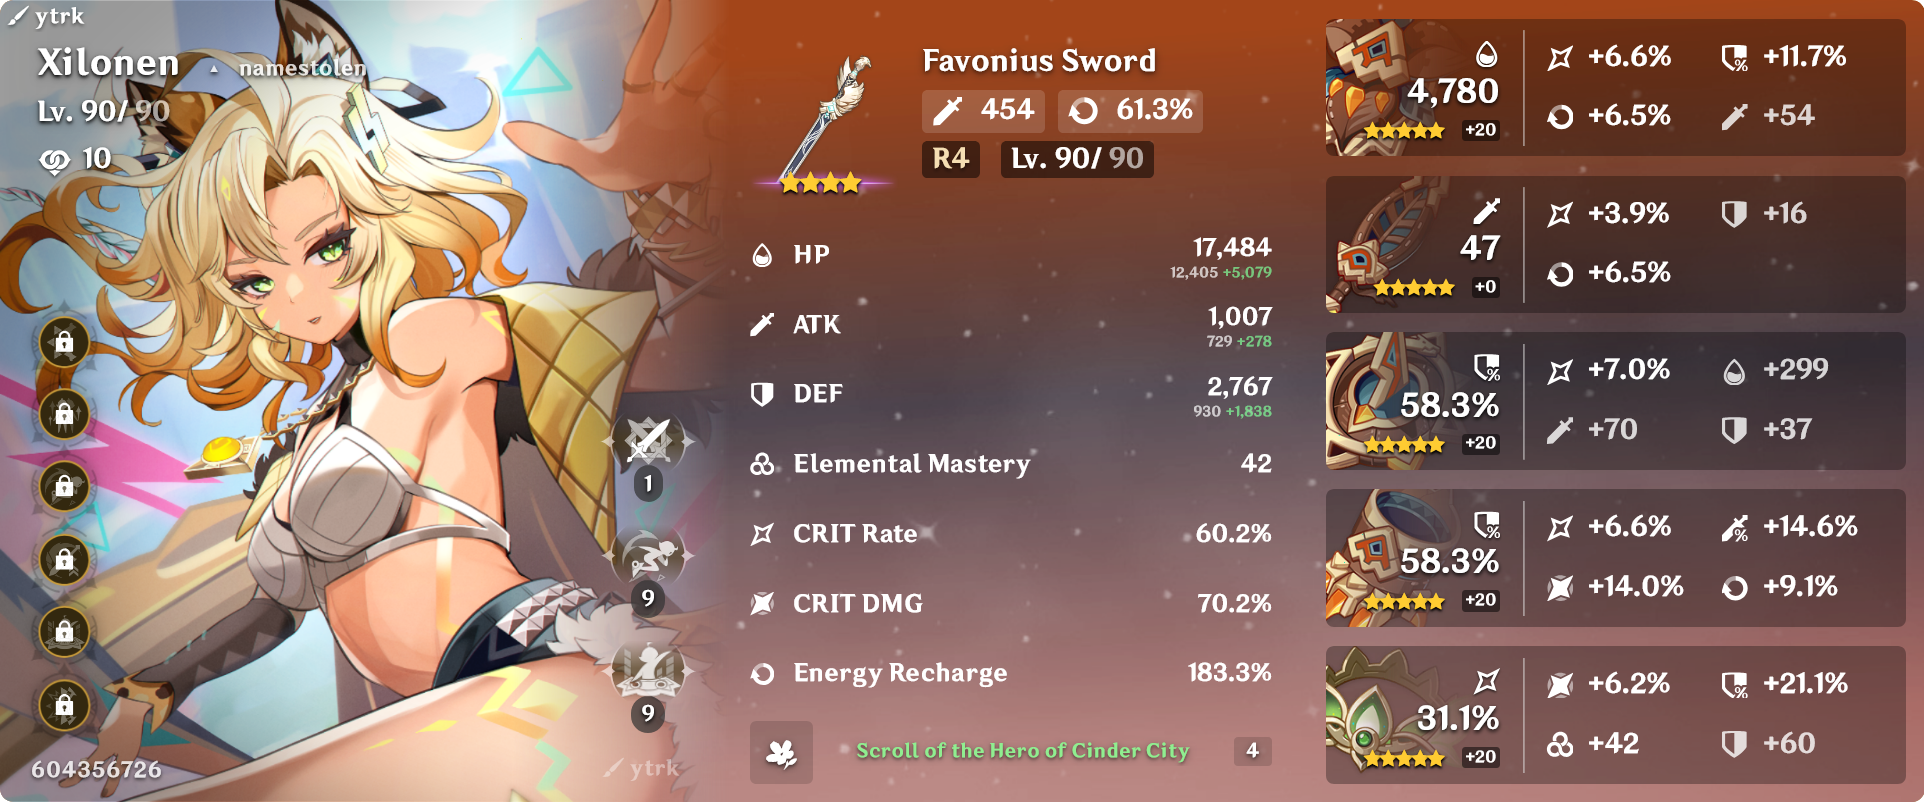 ytrk
Xilonen ▲ namestolen
Lv. 90/ 90
10
1
9
9
604356726
ytrk
Favonius Sword
454 61.3%
R4 Lv. 90/ 90
HP 17,484
12,405 +5,079
ATK 1,007
729 +278
DEF 2,767
930 +1,838
Elemental Mastery 42
CRIT Rate 60.2%
CRIT DMG 70.2%
Energy Recharge 183.3%
Scroll of the Hero of Cinder City 4
4,780
+20
+6.6% +11.7%
+6.5% +54
47
+0
+3.9% +16
+6.5%
58.3%
+20
+7.0% +299
+70 +37
58.3%
+20
+6.6% +14.6%
+14.0% +9.1%
31.1%
+20
+6.2% +21.1%
+42 +60